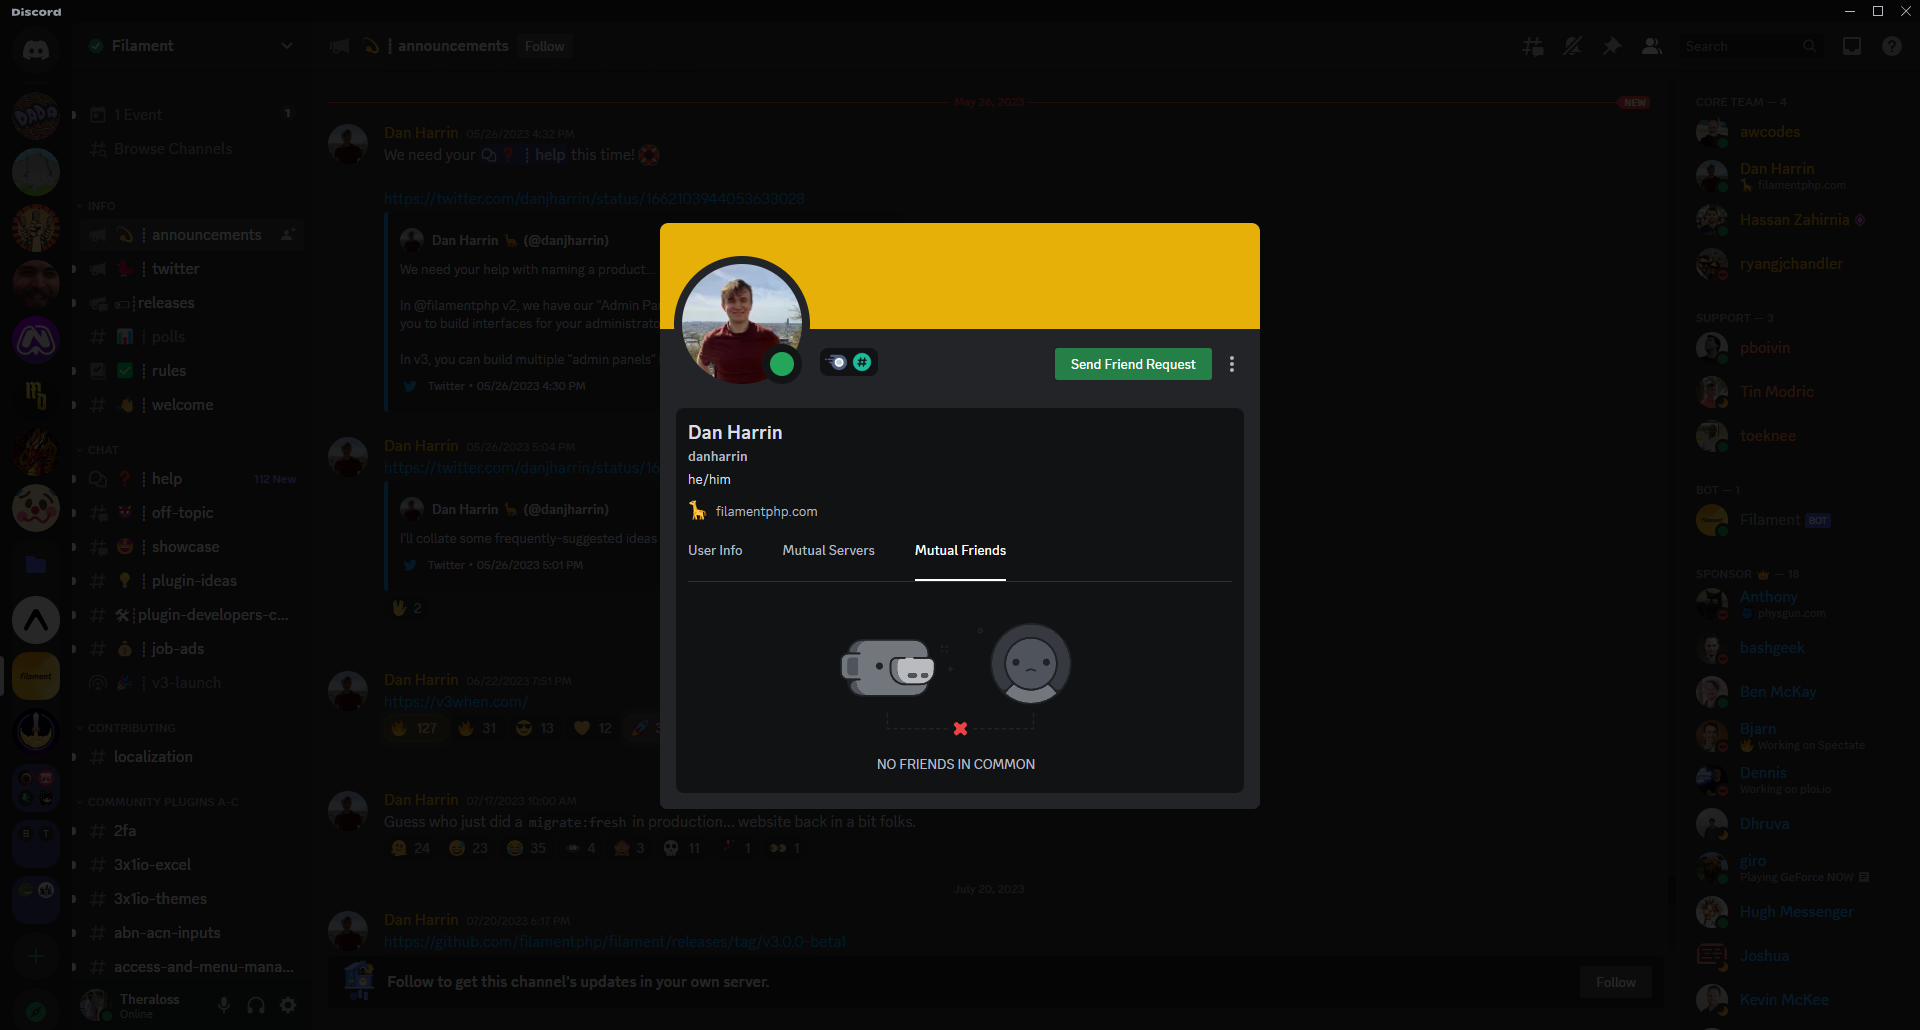 Discord
Filament
1 Event
1
Browse Channels
INFO
announcements
twitter
releases
polls
rules
welcome
CHAT
help
112 New
off-topic
showcase
plugin-ideas
plugin-developers-c...
job-ads
v3-launch
CONTRIBUTING
localization
COMMUNITY PLUGINS A-C
2fa
3x1io-excel
3x1io-themes
abn-acn-inputs
access-and-menu-mana...
Theraloss
Online
announcements
Follow
Search
May 26, 2023
NEW
Dan Harrin 05/26/2023 4:32 PM
We need your help this time!
https://twitter.com/danjharrin/status/1662103944053633028
Dan Harrin (@danjharrin)
We need your help with naming a product...
In @filamentphp v2, we have our "Admin Pa
you to build interfaces for your administrato
In v3, you can build multiple "admin panels"
Twitter • 05/26/2023 4:30 PM
Dan Harrin 05/26/2023 5:04 PM
https://twitter.com/danjharrin/status/16
Dan Harrin (@danjharrin)
I'll collate some frequently-suggested ideas
Twitter • 05/26/2023 5:01 PM
2
Dan Harrin 06/22/2023 7:51 PM
https://v3when.com/
127 31 13 12 3
Dan Harrin 07/17/2023 10:00 AM
Guess who just did a migrate:fresh in production... website back in a bit folks.
24 23 35 4 3 11 1 1
July 20, 2023
Dan Harrin 07/20/2023 6:17 PM
https://github.com/filamentphp/filament/releases/tag/v3.0.0-beta1
Follow to get this channel's updates in your own server.
Follow
Send Friend Request
Dan Harrin
danharrin
he/him
filamentphp.com
User Info
Mutual Servers
Mutual Friends
NO FRIENDS IN COMMON
CORE TEAM — 4
awcodes
Dan Harrin
filamentphp.com
Hassan Zahirnia
ryangjchandler
SUPPORT — 3
pboivin
Tin Modric
toeknee
BOT — 1
Filament BOT
SPONSOR — 18
Anthony
physgun.com
bashgeek
Ben McKay
Bjarn
Working on Spectate
Dennis
Working on ploi.io
Dhruva
giro
Playing GeForce NOW
Hugh Messenger
Joshua
Kevin McKee